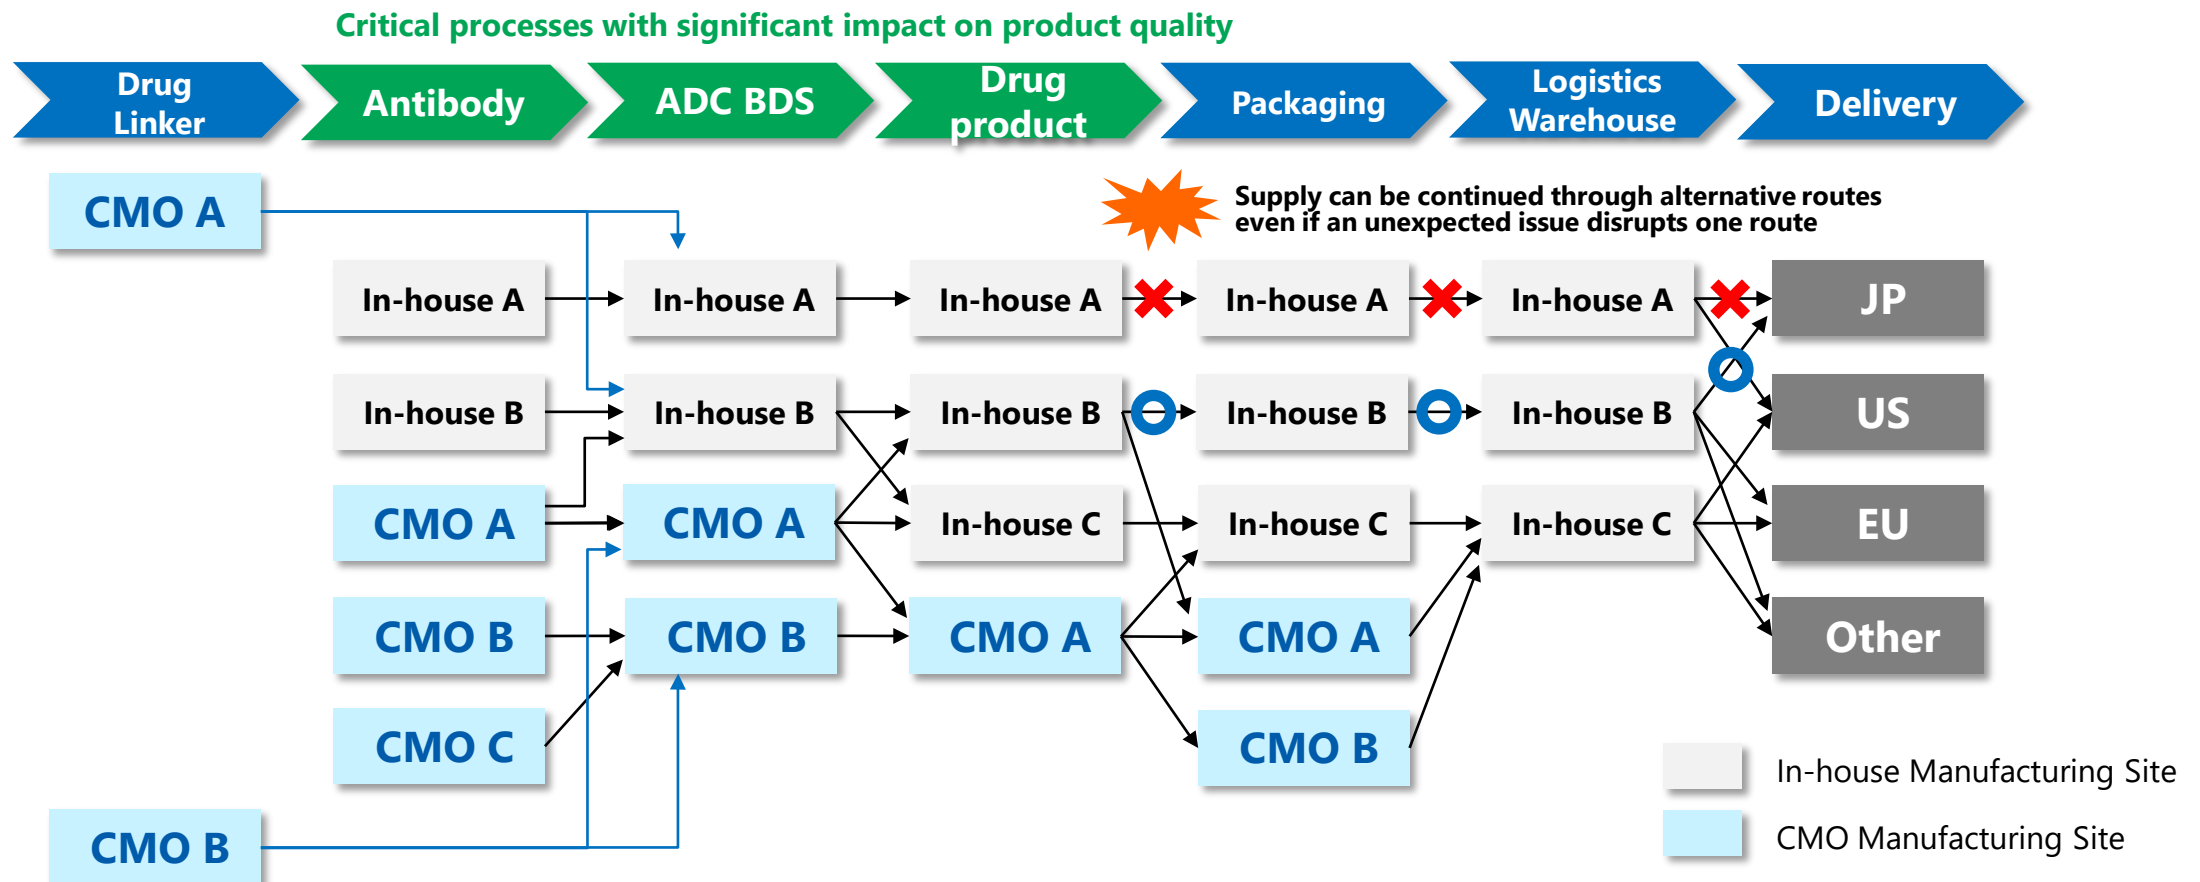 Critical processes with significant impact on product quality
Drug
Linker
Antibody
ADC BDS
Drug
product
Packaging
Logistics
Warehouse
Delivery
CMO A
Supply can be continued through alternative routes
even if an unexpected issue disrupts one route
In-house A
In-house A
In-house A
In-house A
In-house A
JP
In-house B
In-house B
In-house B
In-house B
In-house B
US
CMO A
CMO A
In-house C
In-house C
In-house C
EU
CMO B
CMO B
CMO A
CMO A
Other
CMO C
CMO B
In-house Manufacturing Site
CMO B
CMO Manufacturing Site